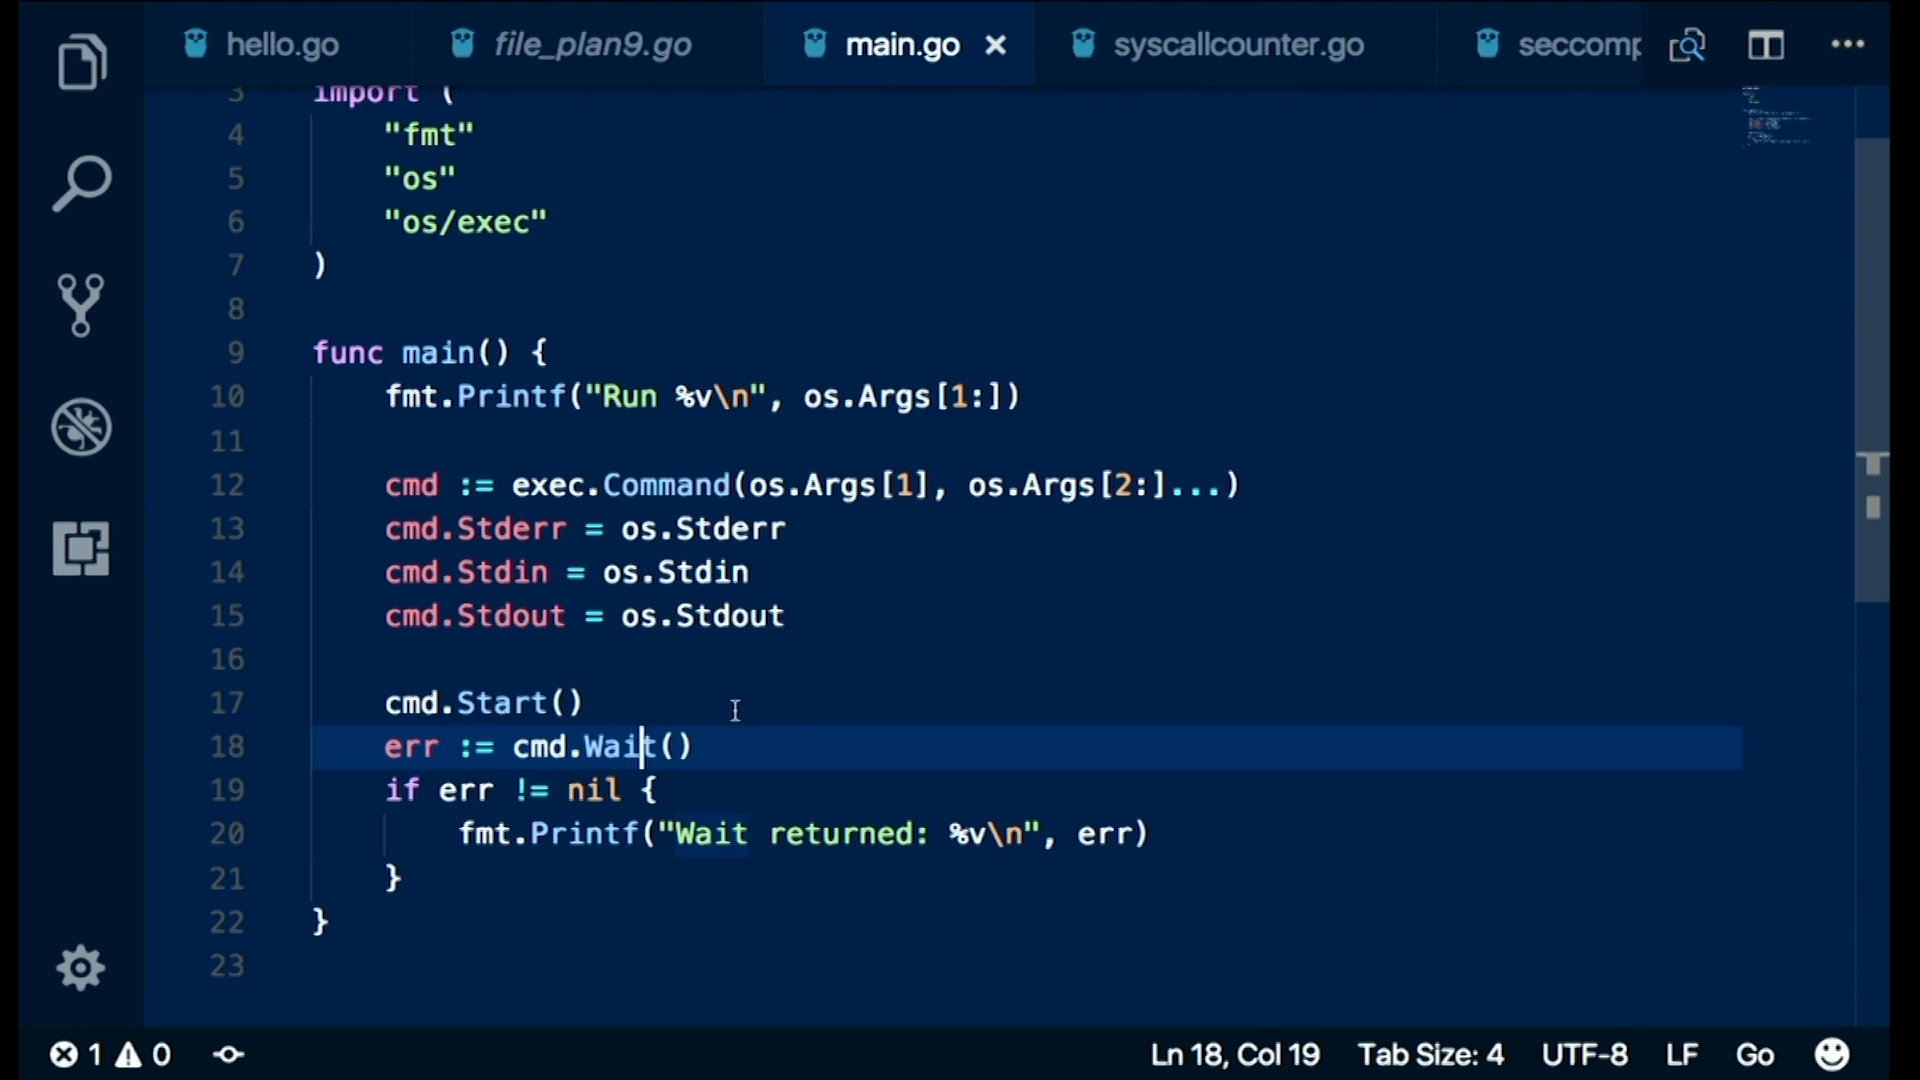 hello.go
file_plan9.go
main.go
syscallcounter.go
seccomp
3 import (
4 "fmt"
5 "os"
6 "os/exec"
7 )
8
9 func main() {
10 fmt.Printf("Run %v\n", os.Args[1:])
11
12 cmd := exec.Command(os.Args[1], os.Args[2:]...)
13 cmd.Stderr = os.Stderr
14 cmd.Stdin = os.Stdin
15 cmd.Stdout = os.Stdout
16
17 cmd.Start()
18 err := cmd.Wait()
19 if err != nil {
20 fmt.Printf("Wait returned: %v\n", err)
21 }
22 }
23
1 0 Ln 18, Col 19 Tab Size: 4 UTF-8 LF Go